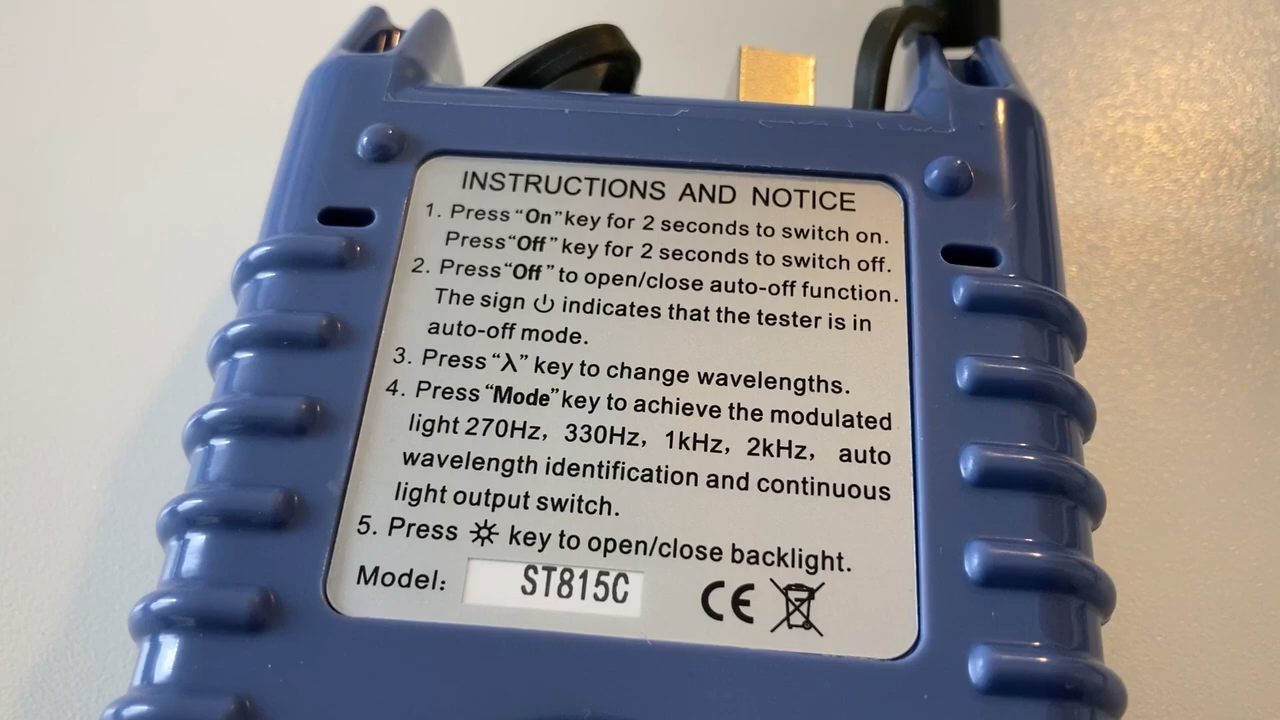 INSTRUCTIONS AND NOTICE
1. Press “On” key for 2 seconds to switch on.
Press “Off” key for 2 seconds to switch off.
2. Press “Off” to open/close auto-off function.
The sign ⏻ indicates that the tester is in
auto-off mode.
3. Press “λ” key to change wavelengths.
4. Press “Mode” key to achieve the modulated
light 270Hz, 330Hz, 1kHz, 2kHz, auto
wavelength identification and continuous
light output switch.
5. Press ☼ key to open/close backlight.
Model: ST815C CE